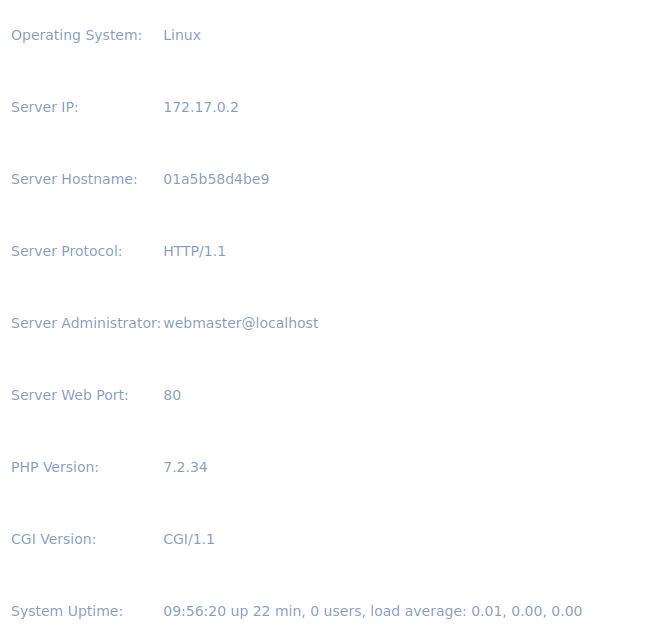 Operating System: Linux
Server IP: 172.17.0.2
Server Hostname: 01a5b58d4be9
Server Protocol: HTTP/1.1
Server Administrator: webmaster@localhost
Server Web Port: 80
PHP Version: 7.2.34
CGI Version: CGI/1.1
System Uptime: 09:56:20 up 22 min, 0 users, load average: 0.01, 0.00, 0.00